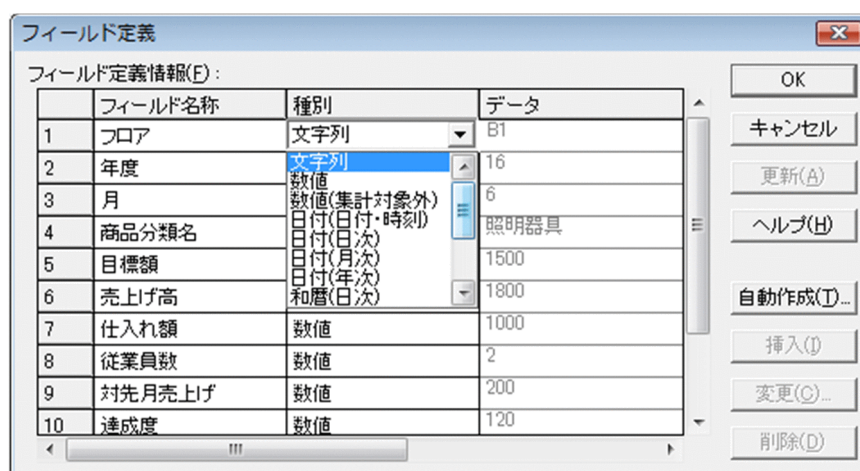 フィールド定義
フィールド定義情報(F):
フィールド名称 種別 データ
1 フロア 文字列 B1
2 年度 16
3 月 6
4 商品分類名 照明器具
5 目標額 1500
6 売上げ高 1800
7 仕入れ額 数値 1000
8 従業員数 数値 2
9 対先月売上げ 数値 200
10 達成度 数値 120
文字列
数値
数値(集計対象外)
日付(日付・時刻)
日付(日次)
日付(月次)
日付(年次)
和暦(日次)
OK
キャンセル
更新(A)
ヘルプ(H)
自動作成(T)...
挿入(I)
変更(C)...
削除(D)